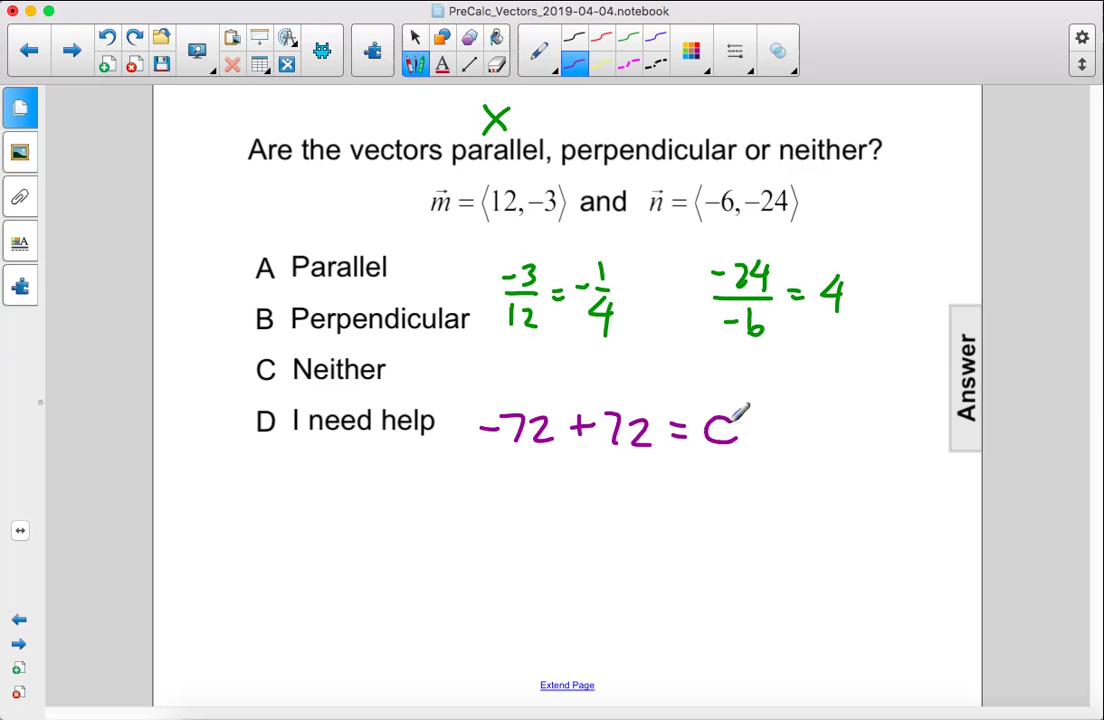 PreCalc_Vectors_2019-04-04.notebook
A
A
X
Are the vectors parallel, perpendicular or neither?
m⃗ = ⟨12, −3⟩ and n⃗ = ⟨−6, −24⟩
A Parallel
-3/12 = -1/4
-24/-6 = 4
B Perpendicular
C Neither
D I need help
-72 + 72 =
Answer
Extend Page